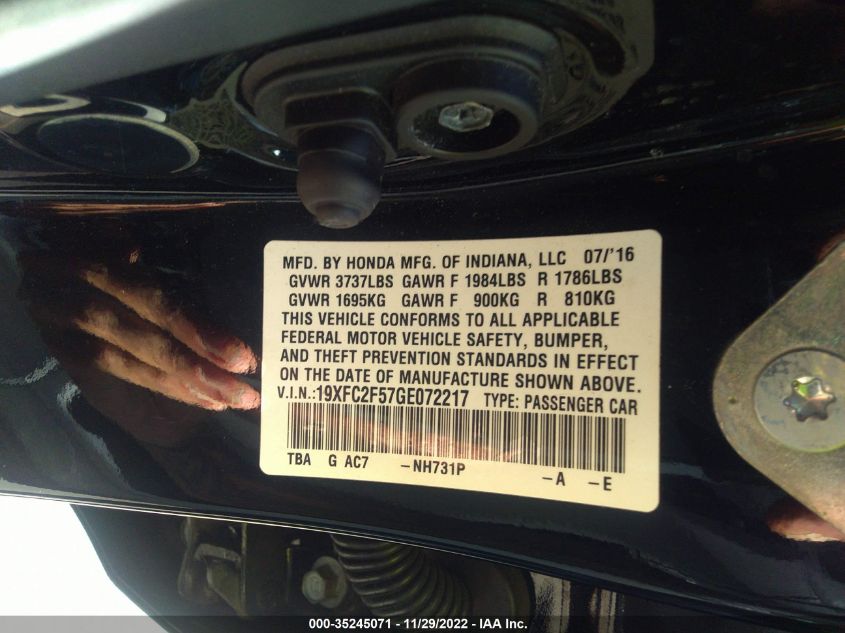 MFD. BY HONDA MFG. OF INDIANA, LLC 07/'16
GVWR 3737LBS GAWR F 1984LBS R 1786LBS
GVWR 1695KG GAWR F 900KG R 810KG
THIS VEHICLE CONFORMS TO ALL APPLICABLE
FEDERAL MOTOR VEHICLE SAFETY, BUMPER,
AND THEFT PREVENTION STANDARDS IN EFFECT
ON THE DATE OF MANUFACTURE SHOWN ABOVE.
V.I.N.:19XFC2F57GE072217 TYPE: PASSENGER CAR
TBA G AC7 –NH731P –A –E
000-35245071 - 11/29/2022 - IAA Inc.